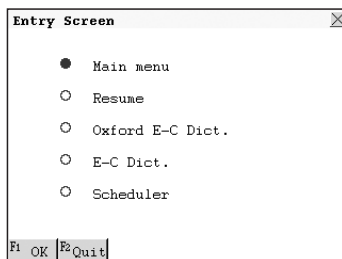 Entry Screen
Main menu
Resume
Oxford E-C Dict.
E-C Dict.
Scheduler
F1 OK F2 Quit